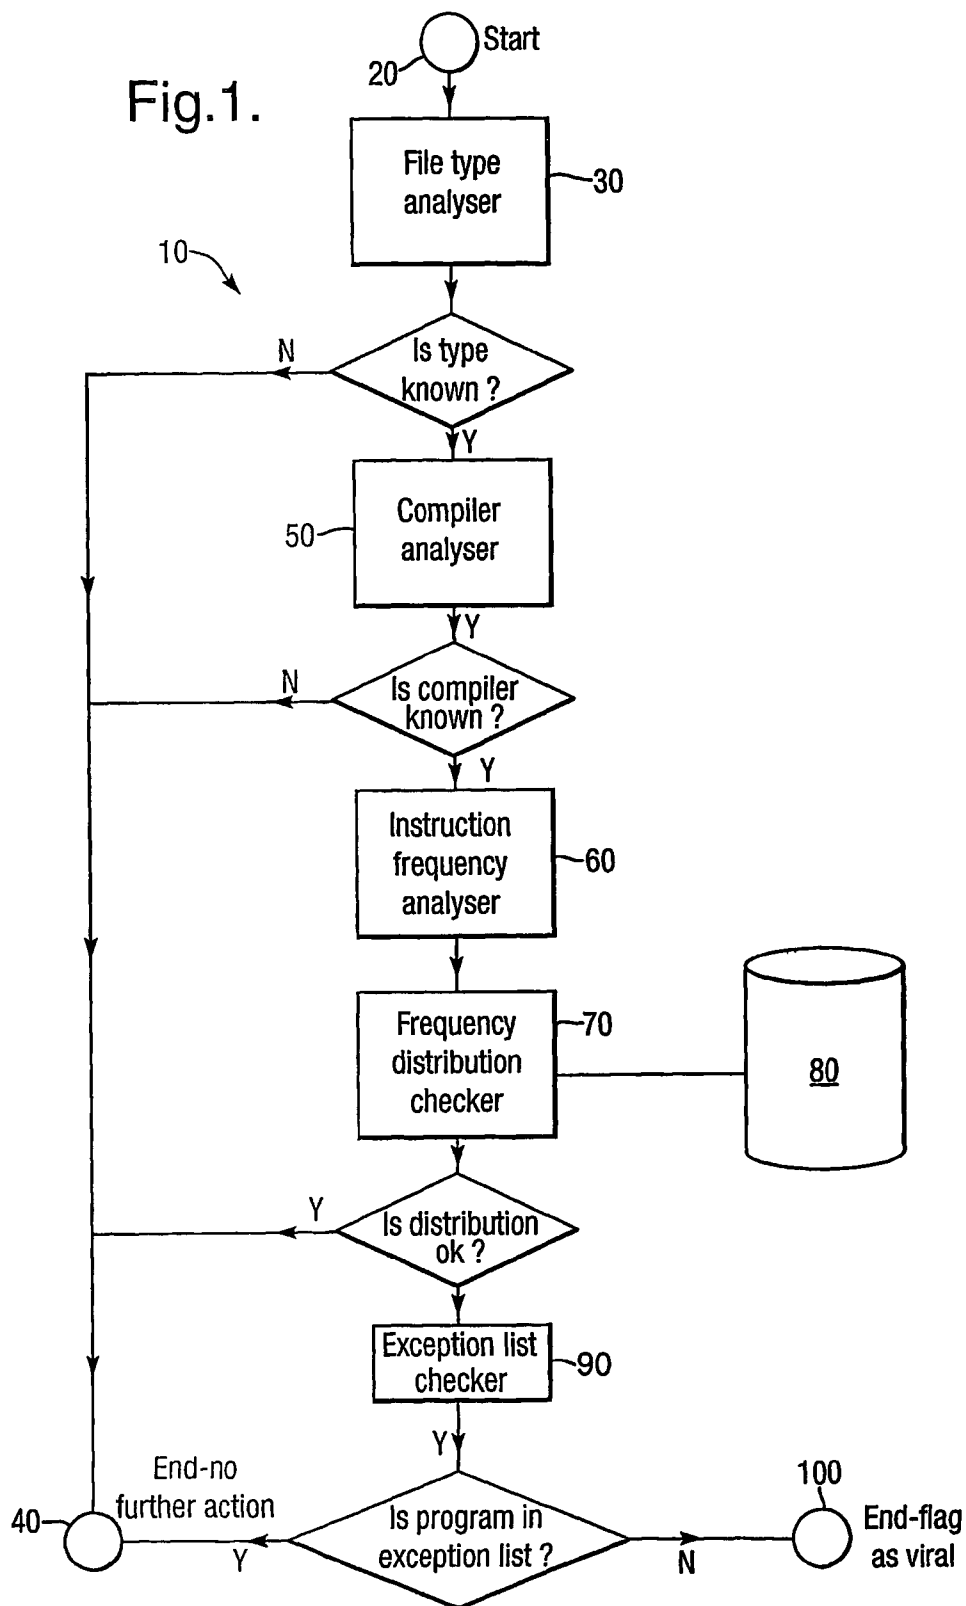 Start
20
Fig.1.
File type
analyser
30
10
Is type
known ?
N
Y
Compiler
analyser
50
Y
Is compiler
known ?
N
Y
Instruction
frequency
analyser
60
Frequency
distribution
checker
70
80
Is distribution
ok ?
Y
Exception list
checker
90
Y
End-no
further action
40
Y
Is program in
exception list ?
N
100
End-flag
as viral